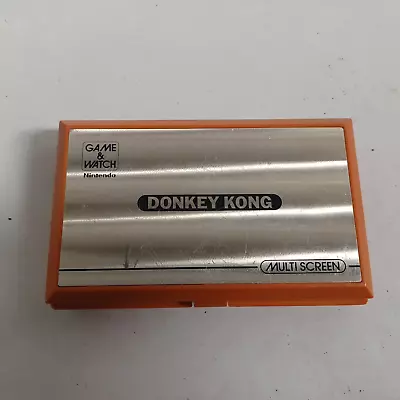 GAME
&
WATCH
Nintendo
DONKEY KONG
MULTI SCREEN